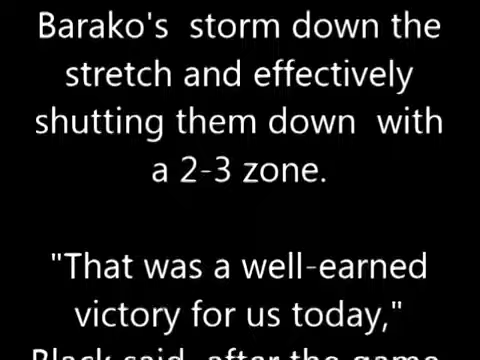 Barako's  storm down the
stretch and effectively
shutting them down  with
a 2-3 zone.
"That was a well-earned
victory for us today,"
Black said, after the game